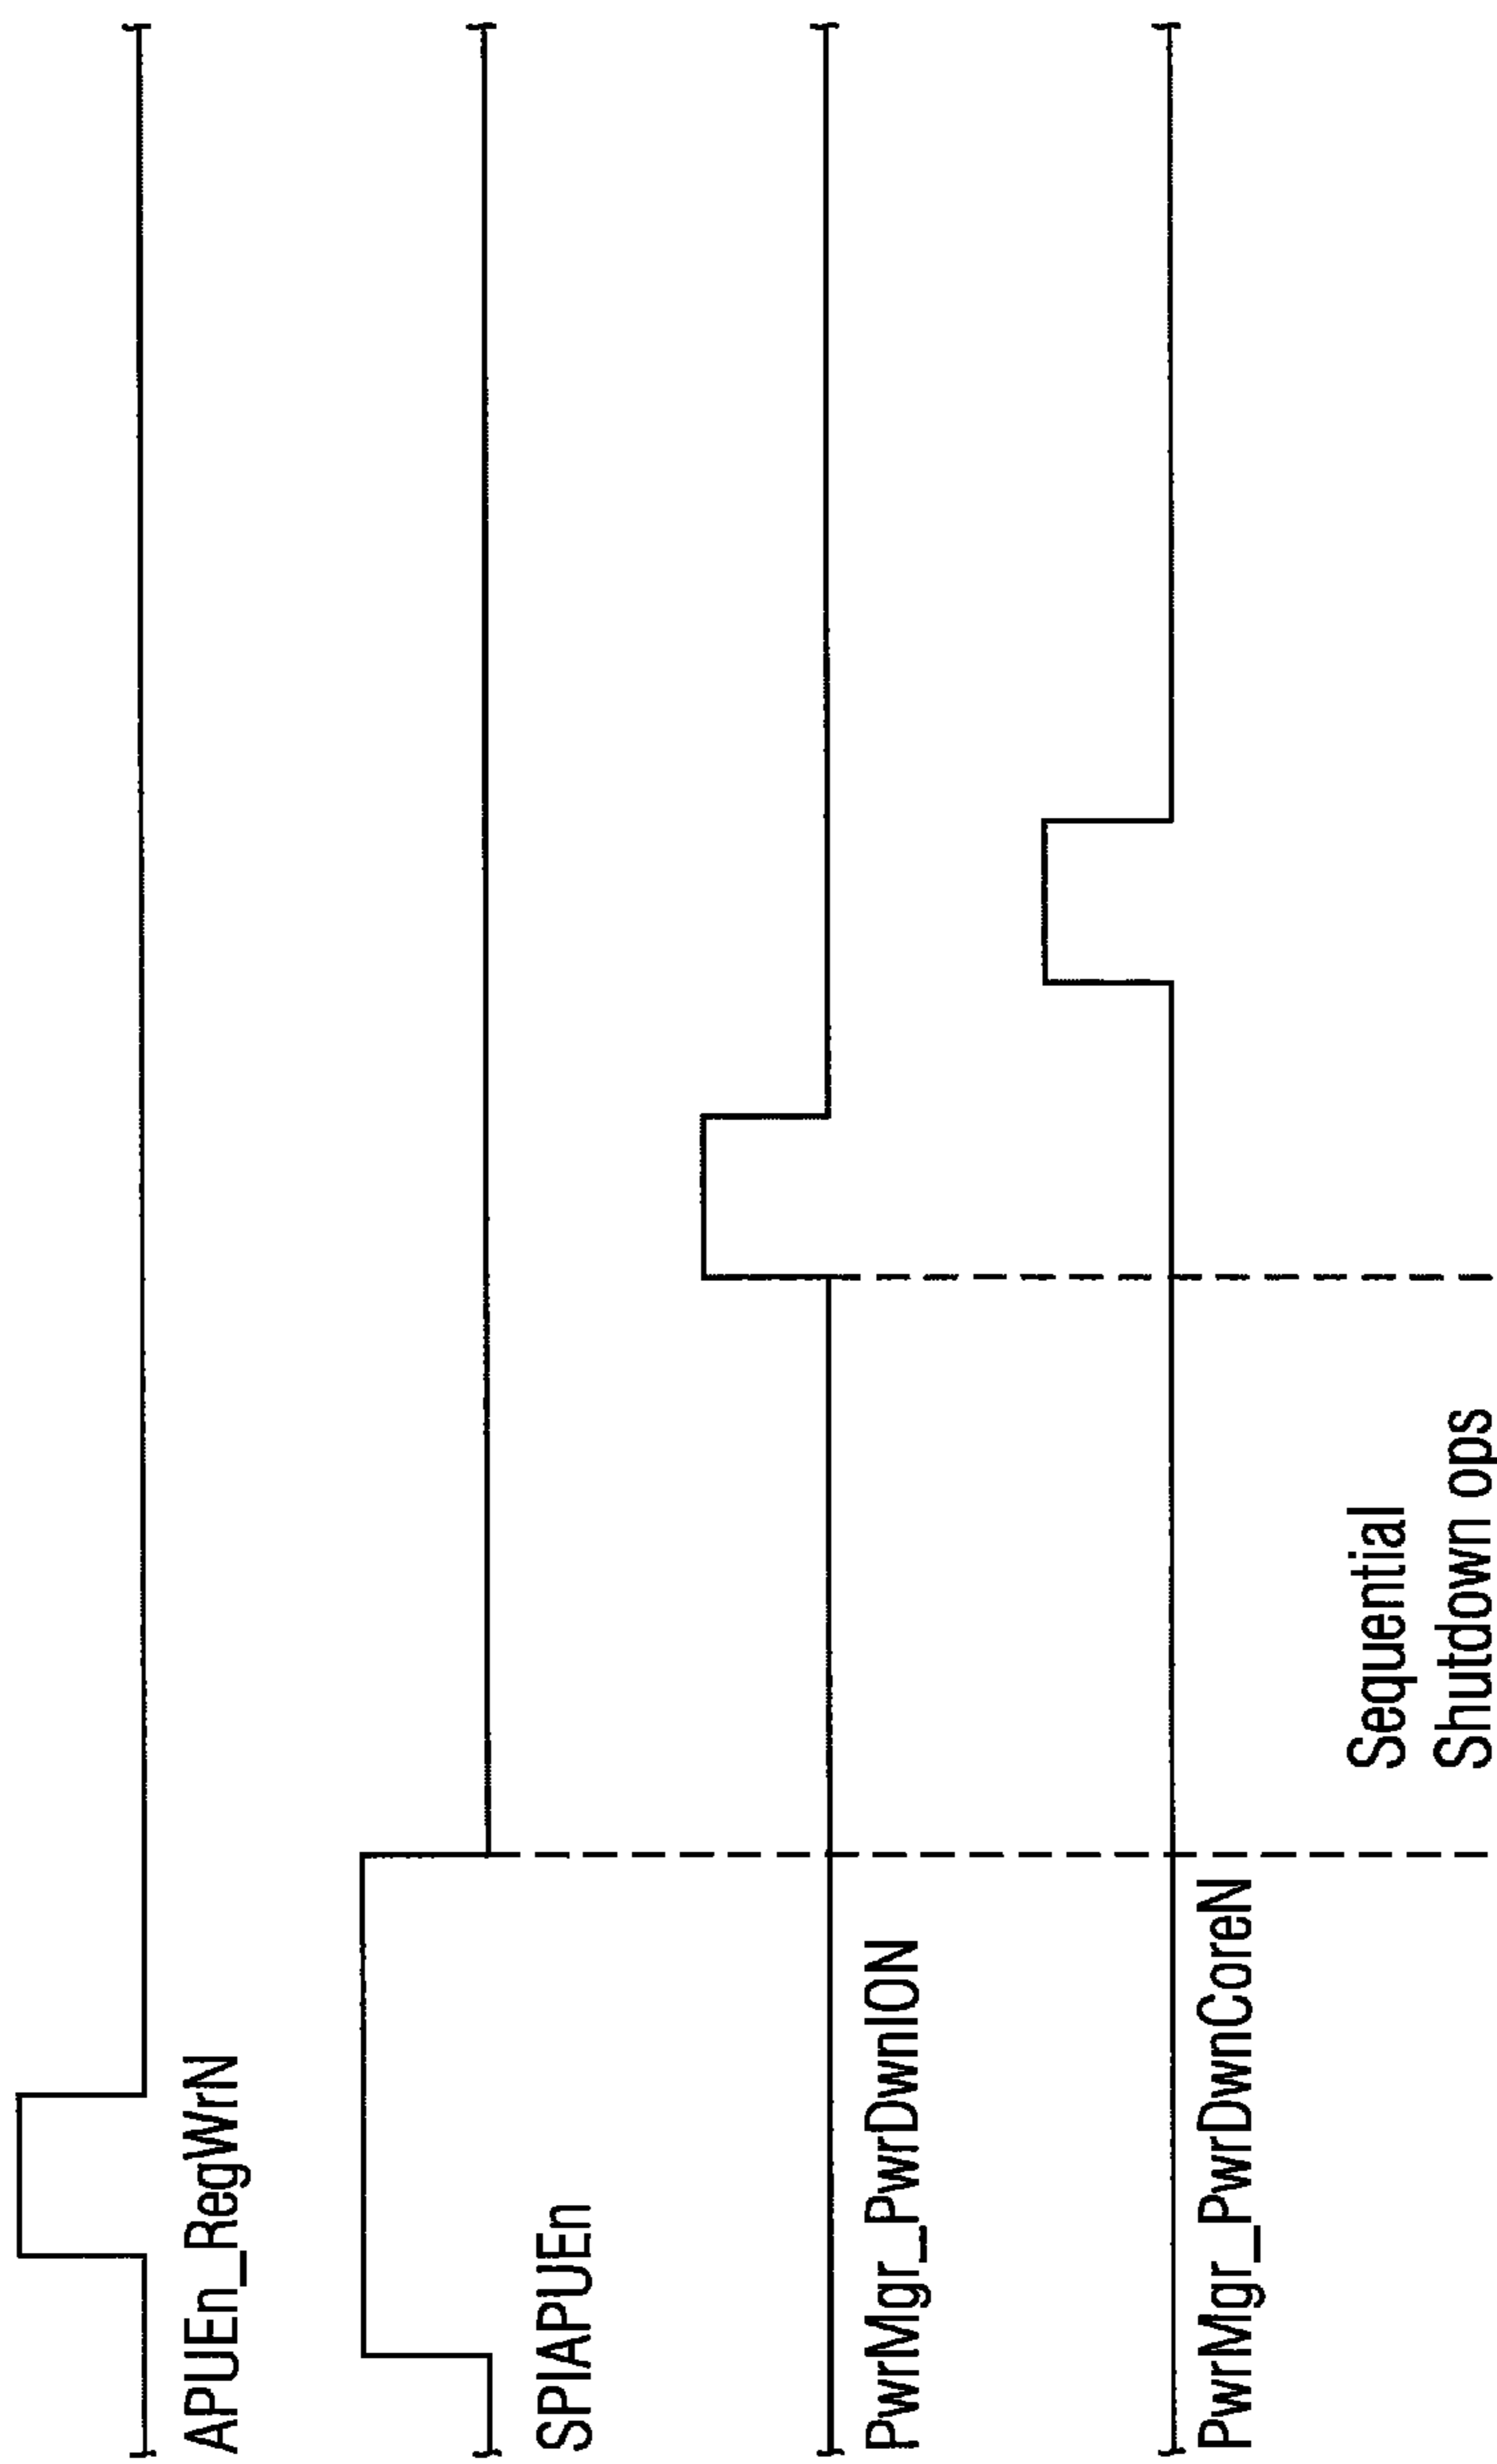 APUEn_RegWrN
SPIAPUEn
PwrMgr_PwrDwnION
PwrMgr_PwrDwnCoreN
Sequential
Shutdown ops